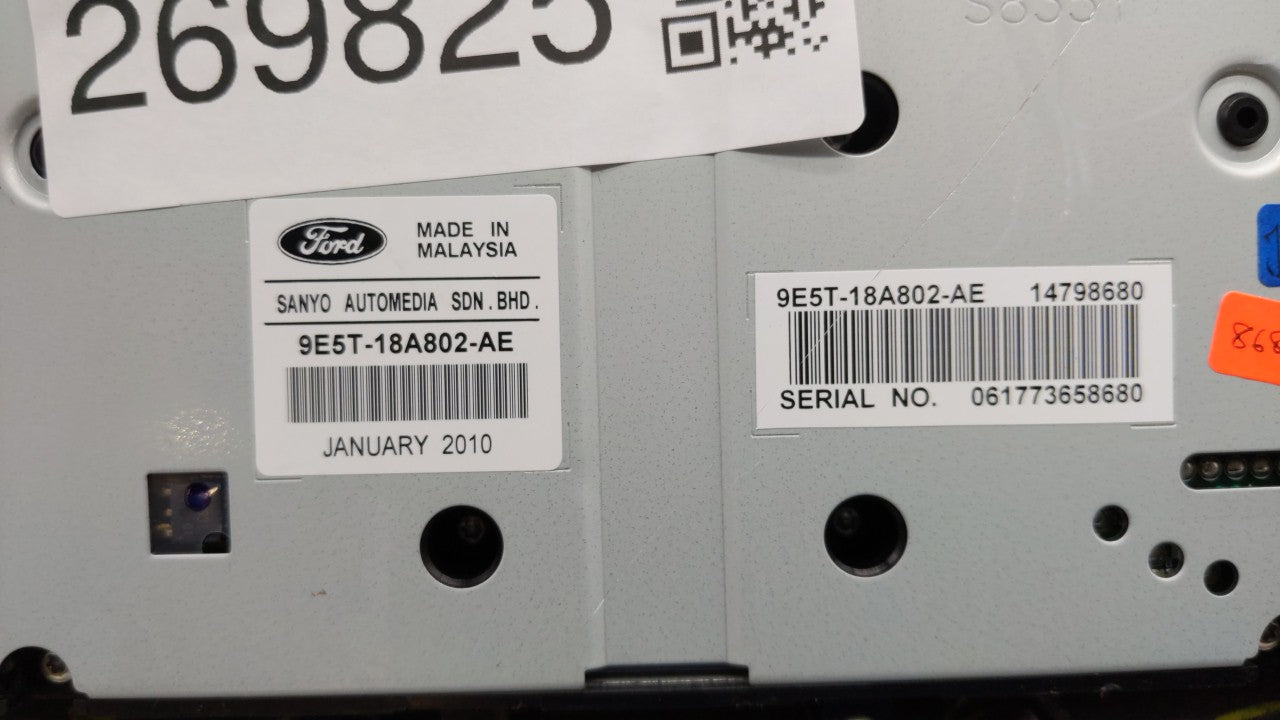 269825
Ford
MADE IN
MALAYSIA
SANYO AUTOMEDIA SDN.BHD.
9E5T-18A802-AE
JANUARY 2010
9E5T-18A802-AE 14798680
SERIAL NO. 061773658680